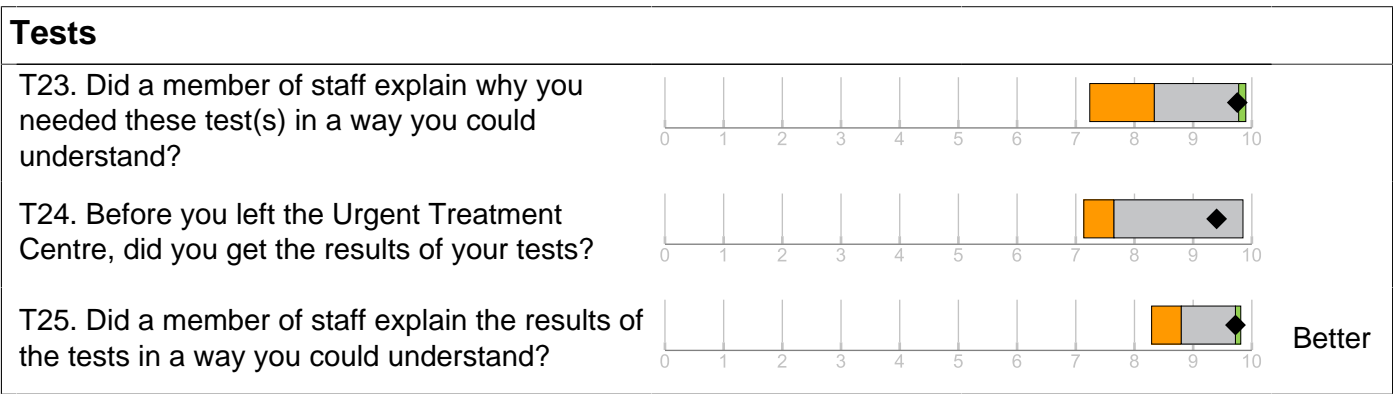 Tests
T23. Did a member of staff explain why you
needed these test(s) in a way you could
understand?
0 1 2 3 4 5 6 7 8 9 10
T24. Before you left the Urgent Treatment
Centre, did you get the results of your tests?
0 1 2 3 4 5 6 7 8 9 10
T25. Did a member of staff explain the results of
the tests in a way you could understand?
0 1 2 3 4 5 6 7 8 9 10
Better